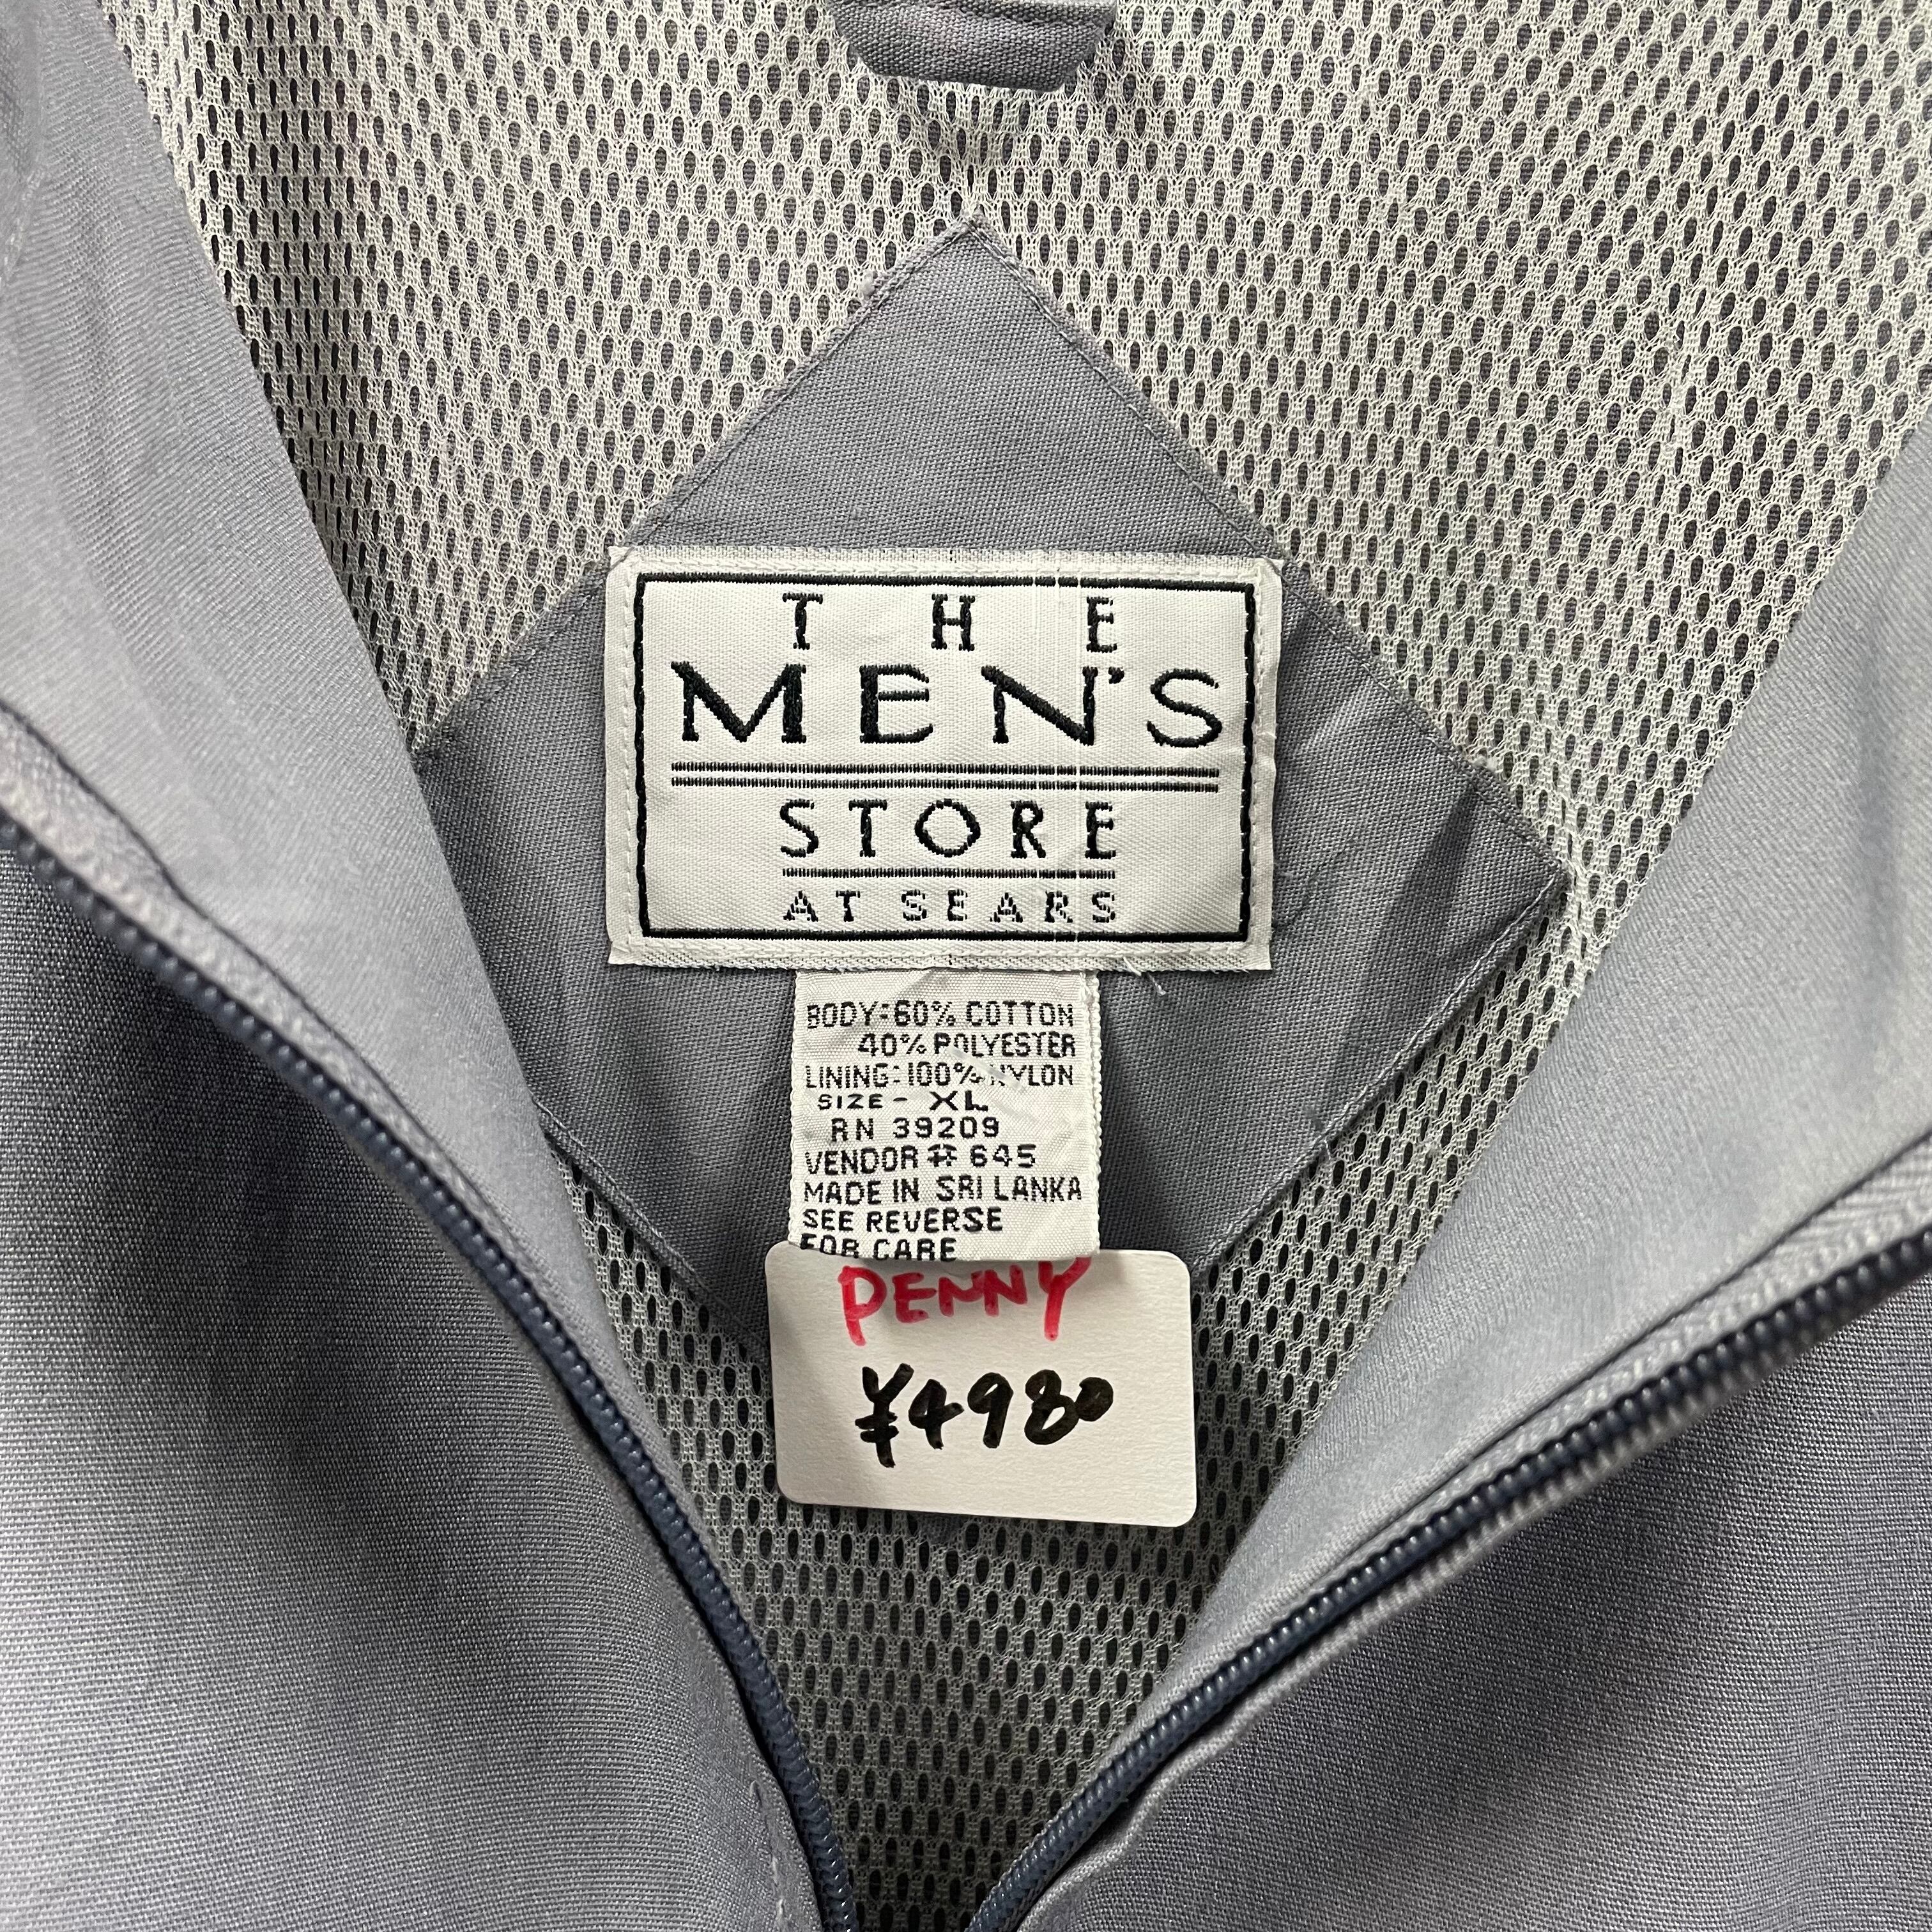 THE
MEN'S
STORE
AT SEARS
BODY: 60% COTTON
40% POLYESTER
LINING: 100% NYLON
SIZE - XL
RN 39209
VENDOR # 645
MADE IN SRI LANKA
SEE REVERSE
FOR CARE
PENNY
¥4980